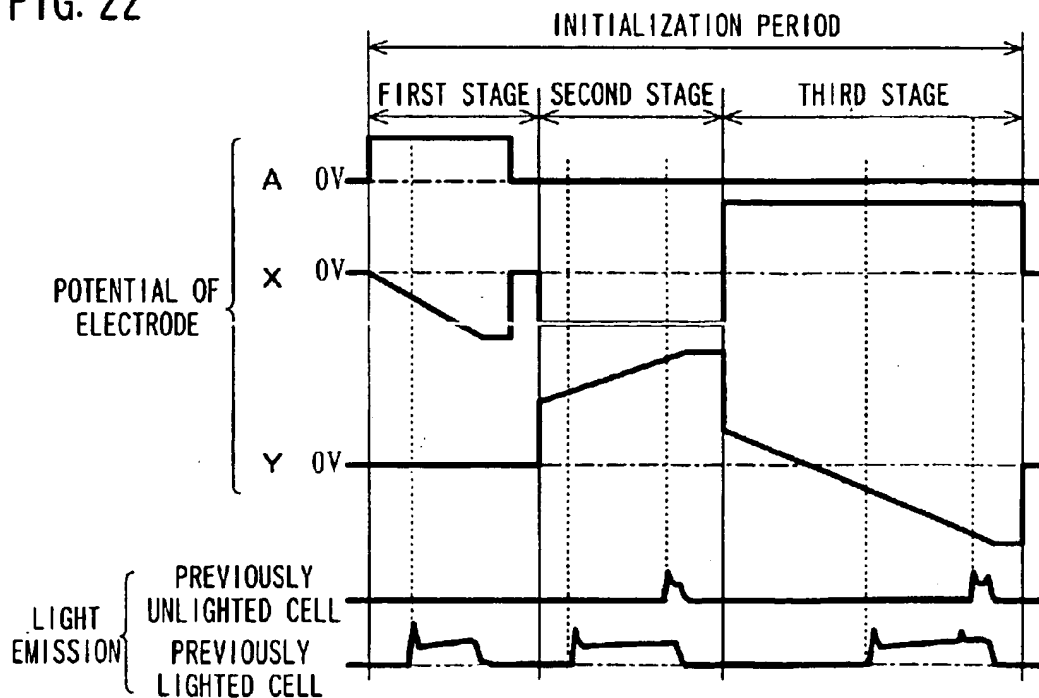 FIG. 22
INITIALIZATION PERIOD
FIRST STAGE SECOND STAGE THIRD STAGE
A 0V
X 0V
POTENTIAL OF
ELECTRODE
Y 0V
PREVIOUSLY
UNLIGHTED CELL
LIGHT
EMISSION
PREVIOUSLY
LIGHTED CELL